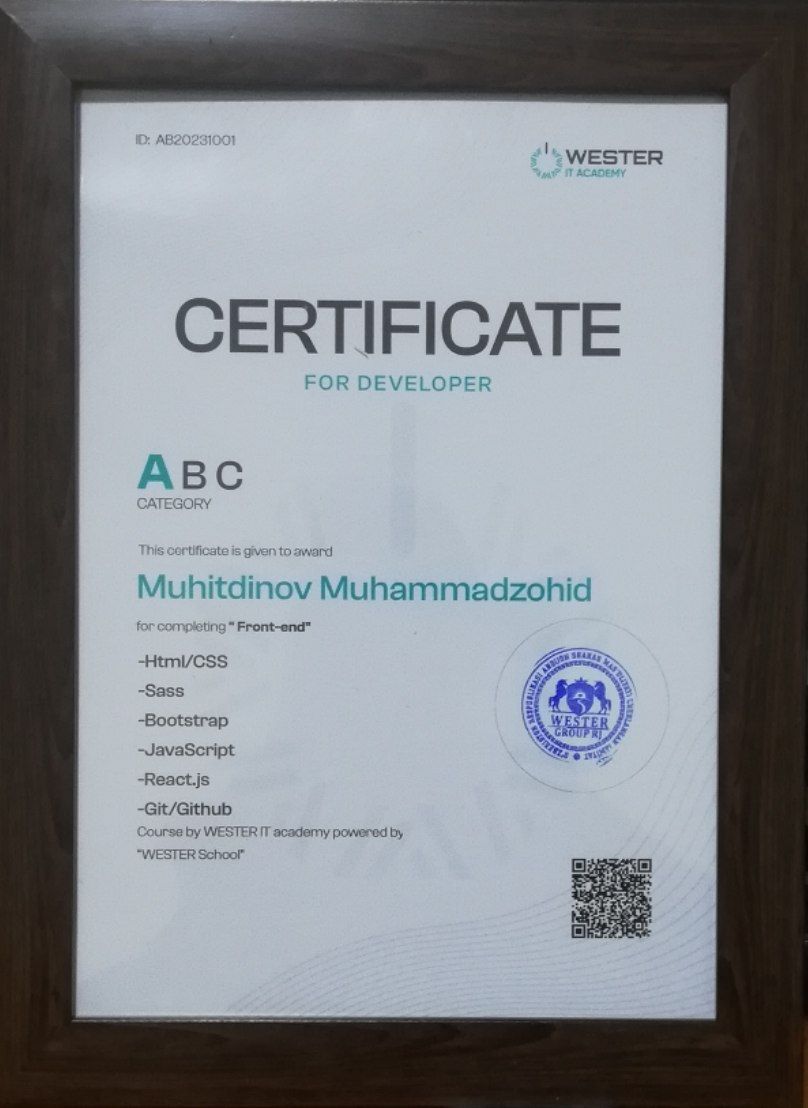 ID: AB20231001
WESTER
IT ACADEMY
CERTIFICATE
FOR DEVELOPER
A B C
CATEGORY
This certificate is given to award
Muhitdinov Muhammadzohid
for completing " Front-end"
-Html/CSS
-Sass
-Bootstrap
-JavaScript
-React.js
-Git/Github
Course by WESTER IT academy powered by
"WESTER School"
WESTER
GROUP RJ